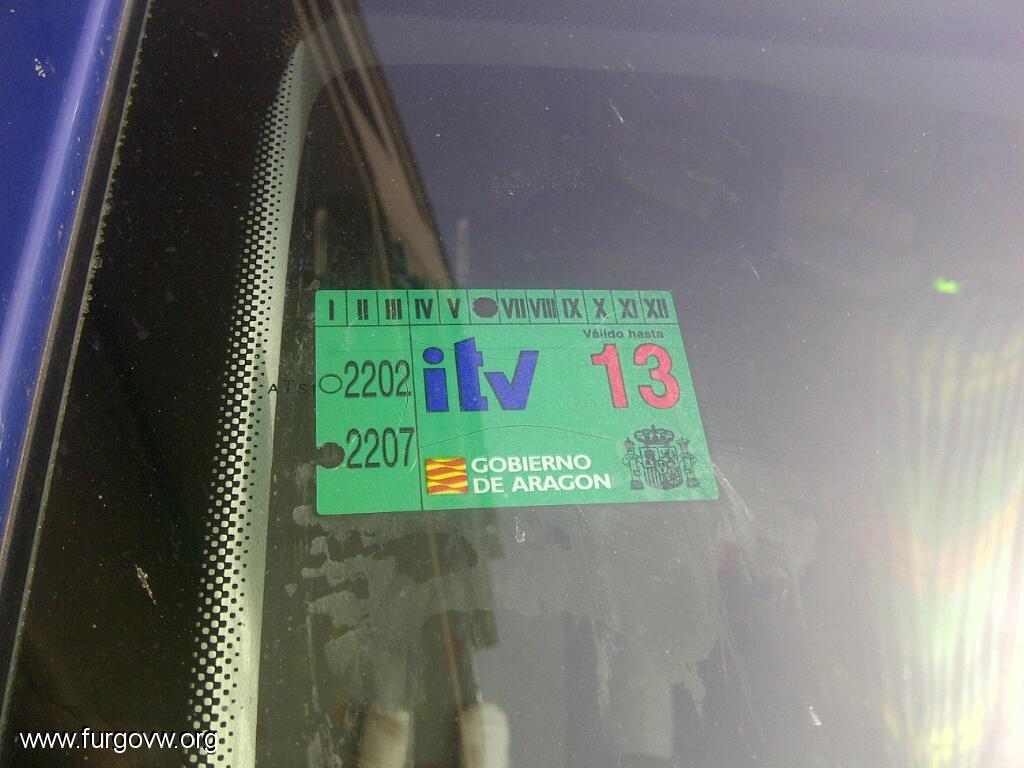 I II III IV V VII VIII IX X XI XII
Válido hasta
2202 itv 13
2207
GOBIERNO
DE ARAGON
www.furgovw.org